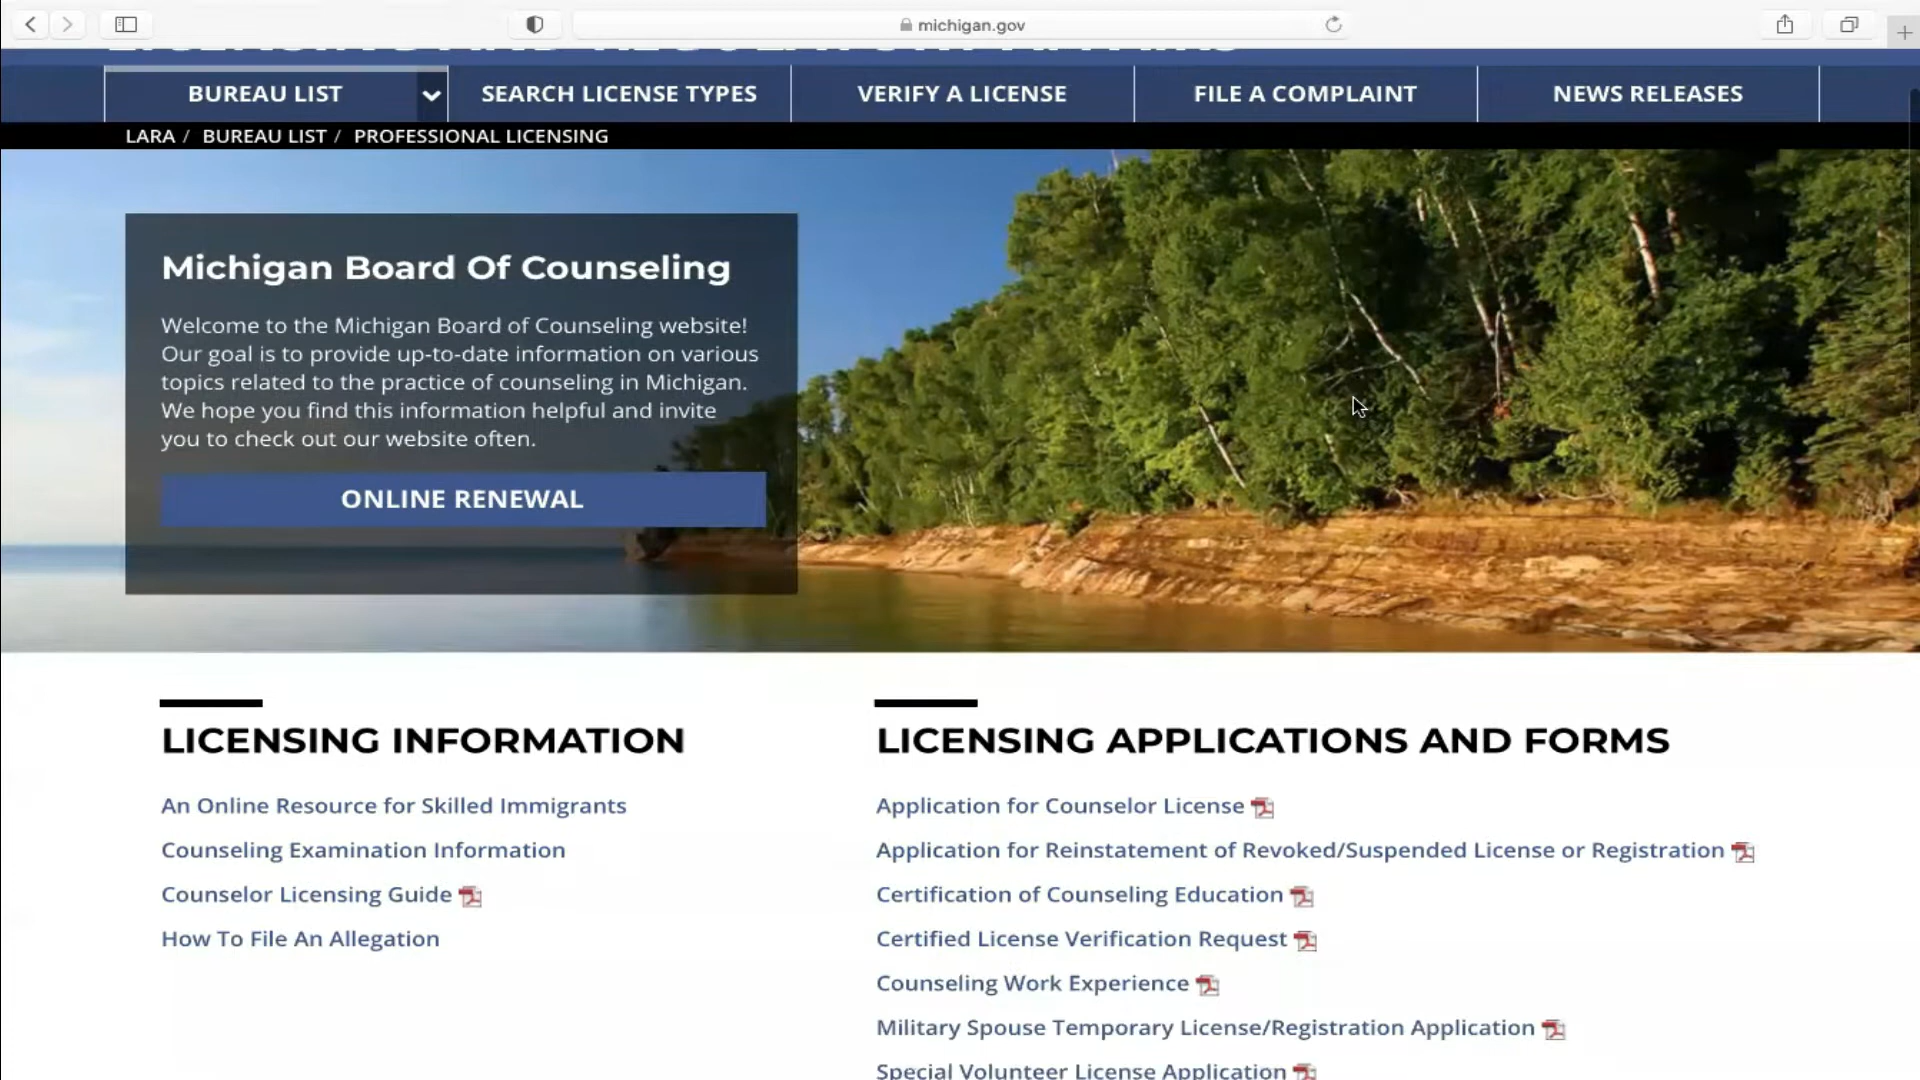 michigan.gov
BUREAU LIST
SEARCH LICENSE TYPES
VERIFY A LICENSE
FILE A COMPLAINT
NEWS RELEASES
LARA / BUREAU LIST / PROFESSIONAL LICENSING
Michigan Board Of Counseling
Welcome to the Michigan Board of Counseling website!
Our goal is to provide up-to-date information on various
topics related to the practice of counseling in Michigan.
We hope you find this information helpful and invite
you to check out our website often.
ONLINE RENEWAL
LICENSING INFORMATION
An Online Resource for Skilled Immigrants
Counseling Examination Information
Counselor Licensing Guide
How To File An Allegation
LICENSING APPLICATIONS AND FORMS
Application for Counselor License
Application for Reinstatement of Revoked/Suspended License or Registration
Certification of Counseling Education
Certified License Verification Request
Counseling Work Experience
Military Spouse Temporary License/Registration Application
Special Volunteer License Application